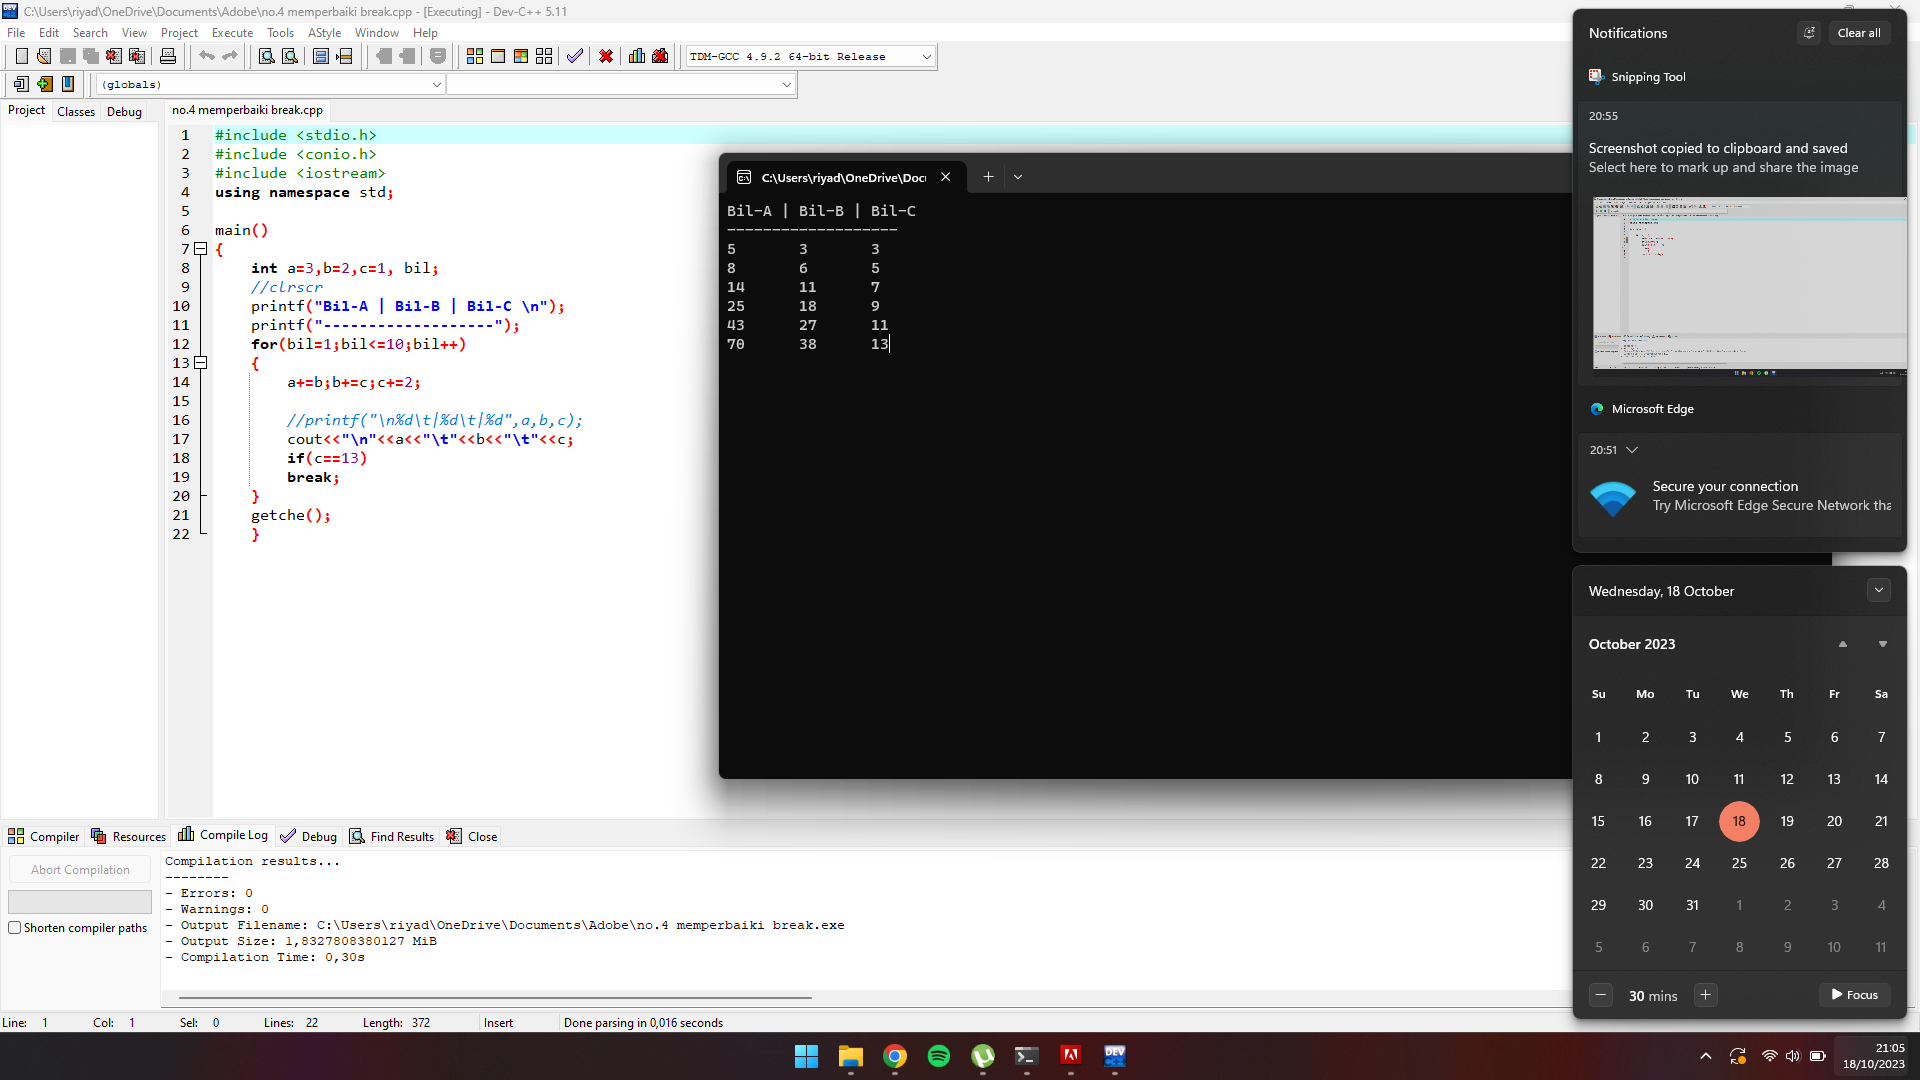 C:\Users\riyad\OneDrive\Documents\Adobe\no.4 memperbaiki break.cpp - [Executing] - Dev-C++ 5.11
File Edit Search View Project Execute Tools AStyle Window Help
TDM-GCC 4.9.2 64-bit Release
(globals)
Project Classes Debug
no.4 memperbaiki break.cpp
1 #include <stdio.h>
2 #include <conio.h>
3 #include <iostream>
4 using namespace std;
5
6 main()
7 {
8 int a=3,b=2,c=1, bil;
9 //clrscr
10 printf("Bil-A | Bil-B | Bil-C \n");
11 printf("-------------------");
12 for(bil=1;bil<=10;bil++)
13 {
14 a+=b;b+=c;c+=2;
15
16 //printf("\n%d\t|%d\t|%d",a,b,c);
17 cout<<"\n"<<a<<"\t"<<b<<"\t"<<c;
18 if(c==13)
19 break;
20 }
21 getche();
22 }
C:\Users\riyad\OneDrive\Doc
Bil-A | Bil-B | Bil-C
-------------------
5 3 3
8 6 5
14 11 7
25 18 9
43 27 11
70 38 13
Notifications
Clear all
Snipping Tool
20:55
Screenshot copied to clipboard and saved
Select here to mark up and share the image
Microsoft Edge
20:51
Secure your connection
Try Microsoft Edge Secure Network tha
Wednesday, 18 October
October 2023
Su Mo Tu We Th Fr Sa
1 2 3 4 5 6 7
8 9 10 11 12 13 14
15 16 17 18 19 20 21
22 23 24 25 26 27 28
29 30 31 1 2 3 4
5 6 7 8 9 10 11
30 mins
Focus
Compiler Resources Compile Log Debug Find Results Close
Abort Compilation
Shorten compiler paths
Compilation results...
--------
- Errors: 0
- Warnings: 0
- Output Filename: C:\Users\riyad\OneDrive\Documents\Adobe\no.4 memperbaiki break.exe
- Output Size: 1,8327808380127 MiB
- Compilation Time: 0,30s
Line: 1 Col: 1 Sel: 0 Lines: 22 Length: 372 Insert Done parsing in 0,016 seconds
DEV
21:05
18/10/2023